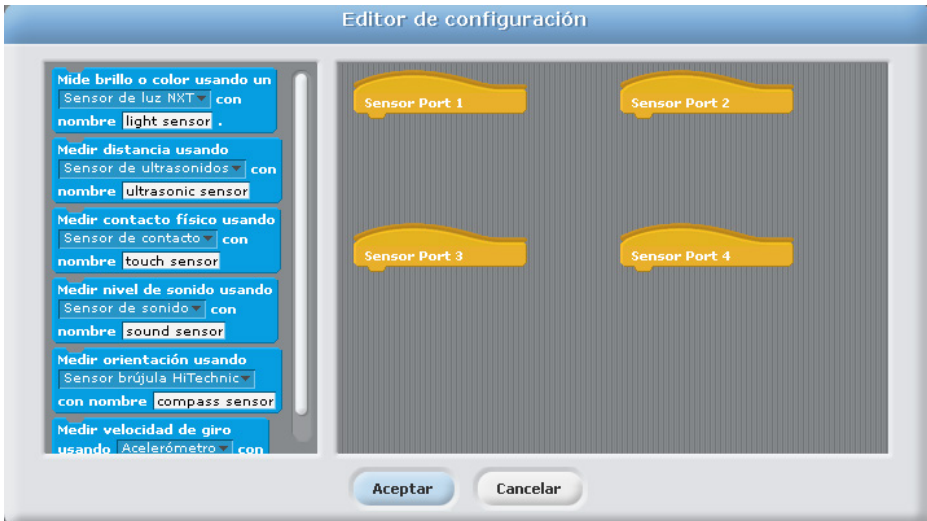 Editor de configuración
Mide brillo o color usando un
Sensor de luz NXT con
nombre light sensor .
Medir distancia usando
Sensor de ultrasonidos con
nombre ultrasonic sensor
Medir contacto físico usando
Sensor de contacto con
nombre touch sensor
Medir nivel de sonido usando
Sensor de sonido con
nombre sound sensor
Medir orientación usando
Sensor brújula HiTechnic
con nombre compass sensor
Medir velocidad de giro
usando Acelerómetro con
Sensor Port 1
Sensor Port 2
Sensor Port 3
Sensor Port 4
Aceptar
Cancelar